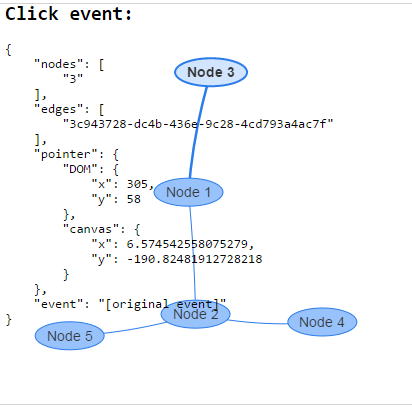 Click event:
{
    "nodes": [
        "3"
    ],
    "edges": [
        "3c943728-dc4b-436e-9c28-4cd793a4ac7f"
    ],
    "pointer": {
        "DOM": {
            "x": 305,
            "y": 58
        },
        "canvas": {
            "x": 6.574542558075279,
            "y": -190.82481912728218
        }
    },
    "event": "[original event]"
}
Node 3
Node 1
Node 2
Node 5
Node 4